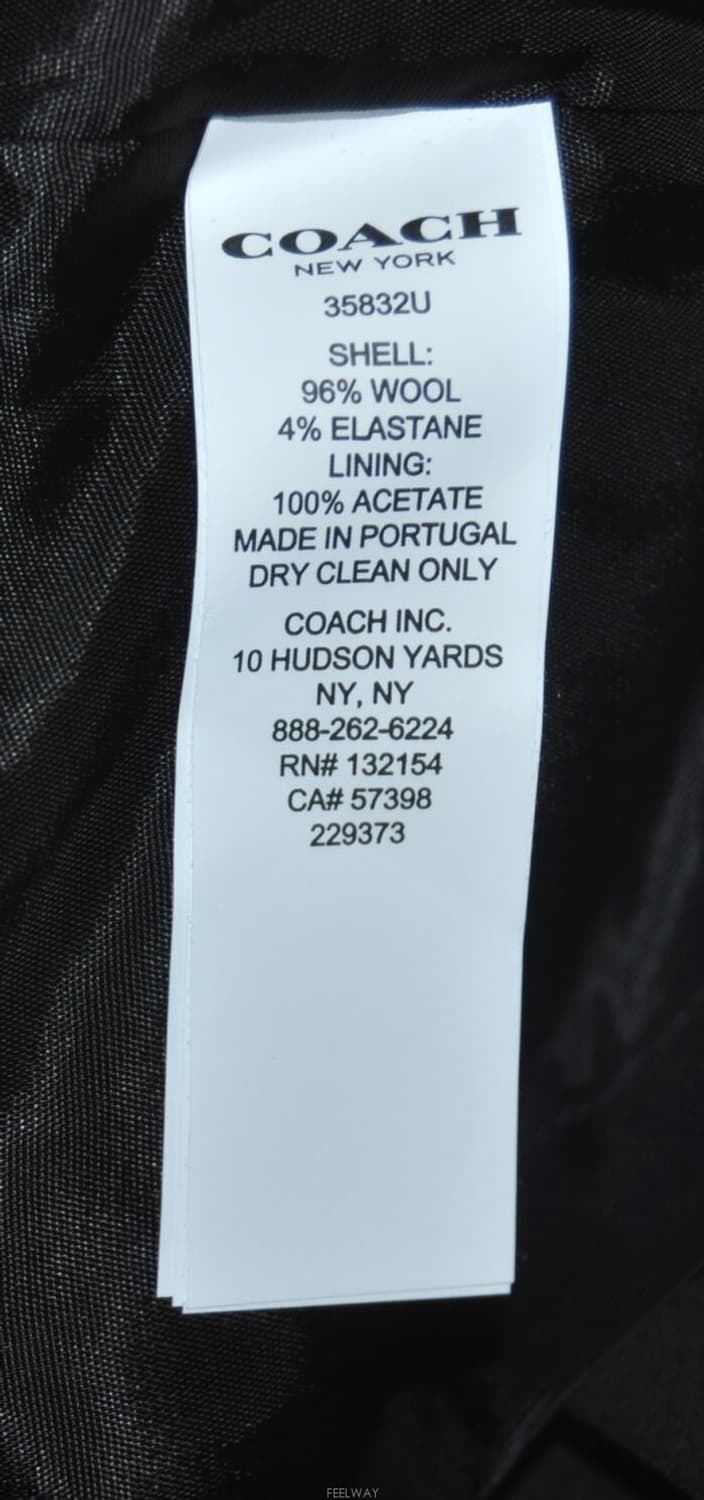 COACH
NEW YORK
35832U
SHELL:
96% WOOL
4% ELASTANE
LINING:
100% ACETATE
MADE IN PORTUGAL
DRY CLEAN ONLY
COACH INC.
10 HUDSON YARDS
NY, NY
888-262-6224
RN# 132154
CA# 57398
229373
FEELWAY